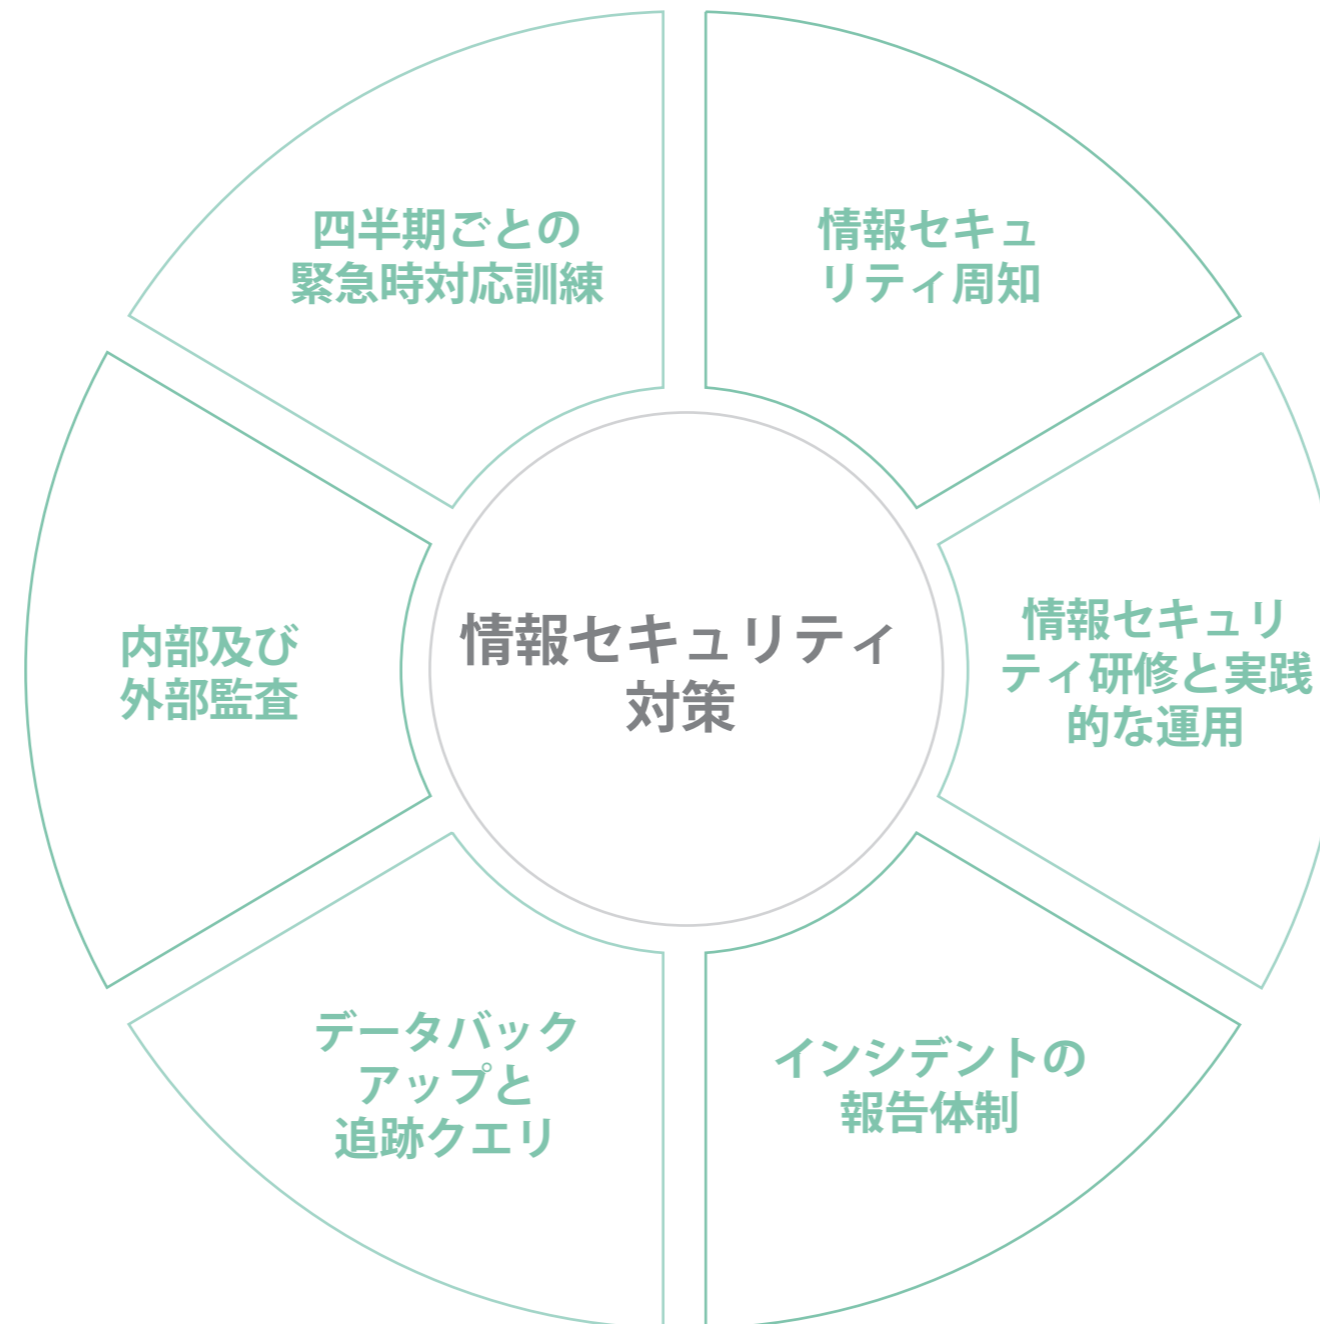 四半期ごとの
緊急時対応訓練
情報セキュ
リティ周知
情報セキュリ
ティ研修と実践
的な運用
内部及び
外部監査
情報セキュリティ
対策
データバック
アップと
追跡クエリ
インシデントの
報告体制